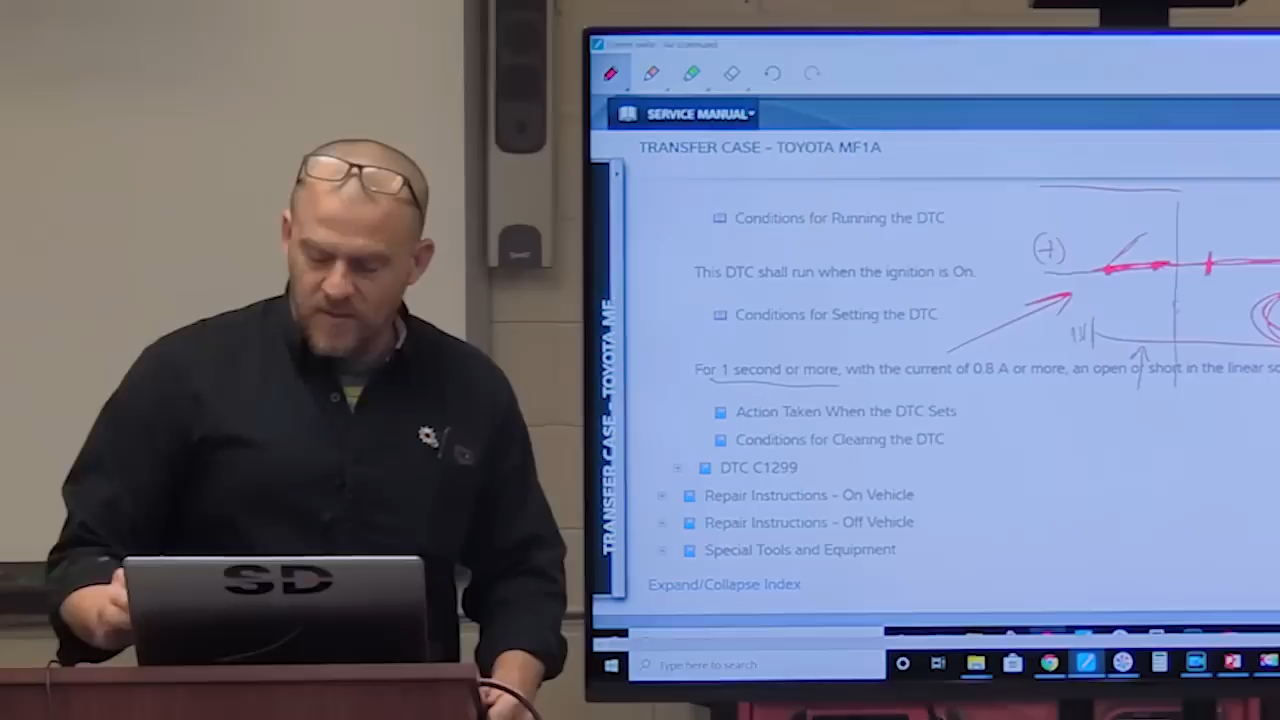 SERVICE MANUAL
TRANSFER CASE - TOYOTA MF1A
Conditions for Running the DTC
(+)
This DTC shall run when the ignition is On.
Conditions for Setting the DTC
For 1 second or more, with the current of 0.8 A or more, an open or short in the linear
Action Taken When the DTC Sets
Conditions for Clearing the DTC
DTC C1299
Repair Instructions - On Vehicle
Repair Instructions - Off Vehicle
Special Tools and Equipment
Expand/Collapse Index
TRANSFER CASE - TOYOTA MF
Type here to search
SD